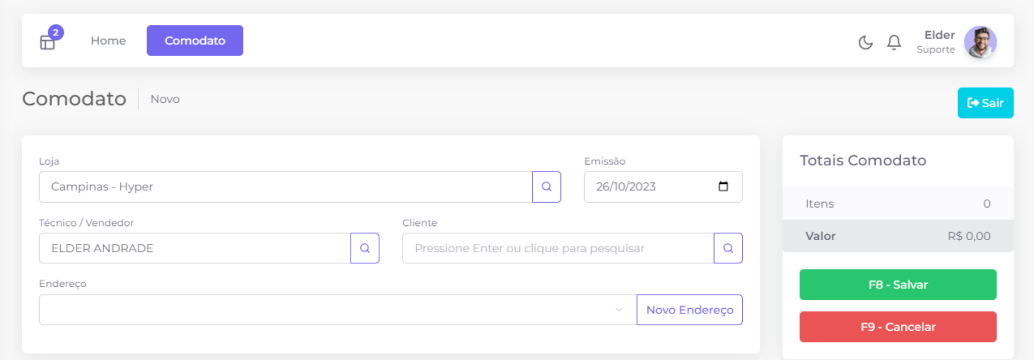 2
Home
Comodato
Elder
Suporte
Comodato
Novo
Sair
Loja
Emissão
Campinas - Hyper
26/10/2023
Técnico / Vendedor
Cliente
ELDER ANDRADE
Pressione Enter ou clique para pesquisar
Endereço
Novo Endereço
Totais Comodato
Itens 0
Valor R$ 0,00
F8 - Salvar
F9 - Cancelar